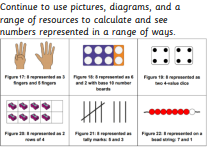 Continue to use pictures, diagrams, and a
range of resources to calculate and see
numbers represented in a range of ways.
Figure 17: 8 represented as 3
fingers and 5 fingers
Figure 18: 8 represented as 6
and 2 with base 10 number
boards
Figure 19: 8 represented as
two 4-value dice
Figure 20: 8 represented as 2
rows of 4
Figure 21: 8 represented as
tally marks: 5 and 3
Figure 22: 8 represented on a
bead string: 7 and 1